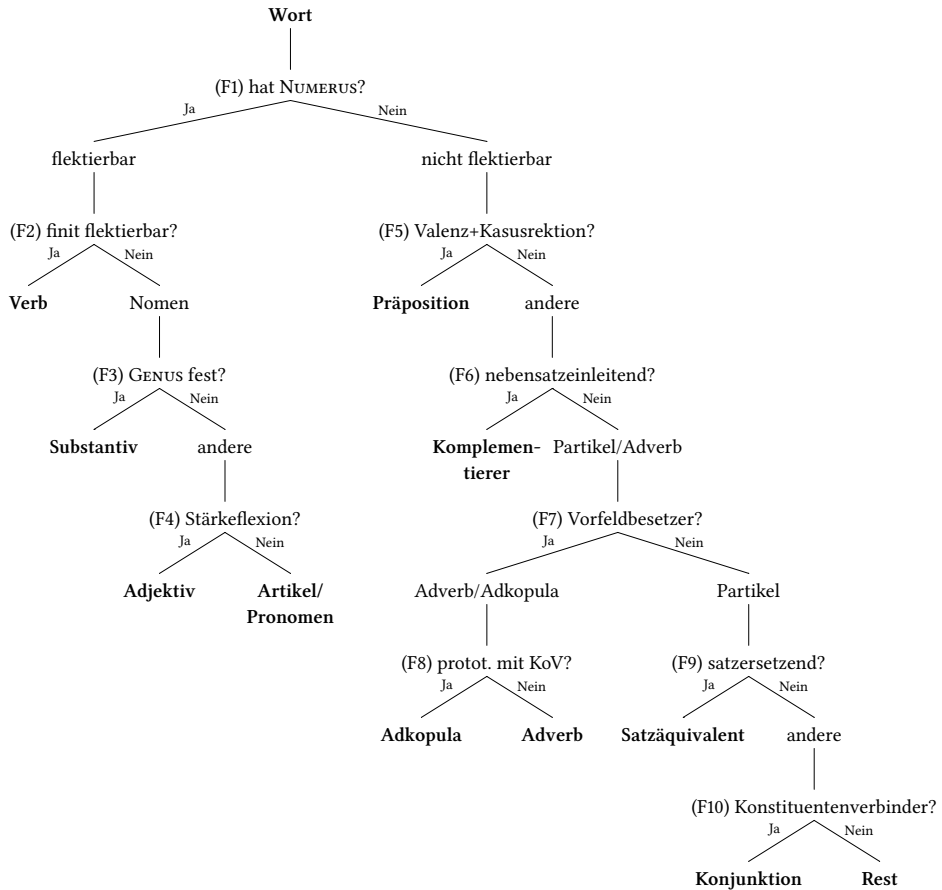 Wort
(F1) hat Numerus?
Ja Nein
flektierbar nicht flektierbar
(F2) finit flektierbar? (F5) Valenz+Kasusrektion?
Ja Nein Ja Nein
Verb Nomen Präposition andere
(F3) Genus fest? (F6) nebensatzeinleitend?
Ja Nein Ja Nein
Substantiv andere Komplemen- Partikel/Adverb
tierer
(F4) Stärkeflexion? (F7) Vorfeldbesetzer?
Ja Nein Ja Nein
Adjektiv Artikel/ Adverb/Adkopula Partikel
Pronomen
(F8) protot. mit KoV? (F9) satzersetzend?
Ja Nein Ja Nein
Adkopula Adverb Satzäquivalent andere
(F10) Konstituentenverbinder?
Ja Nein
Konjunktion Rest